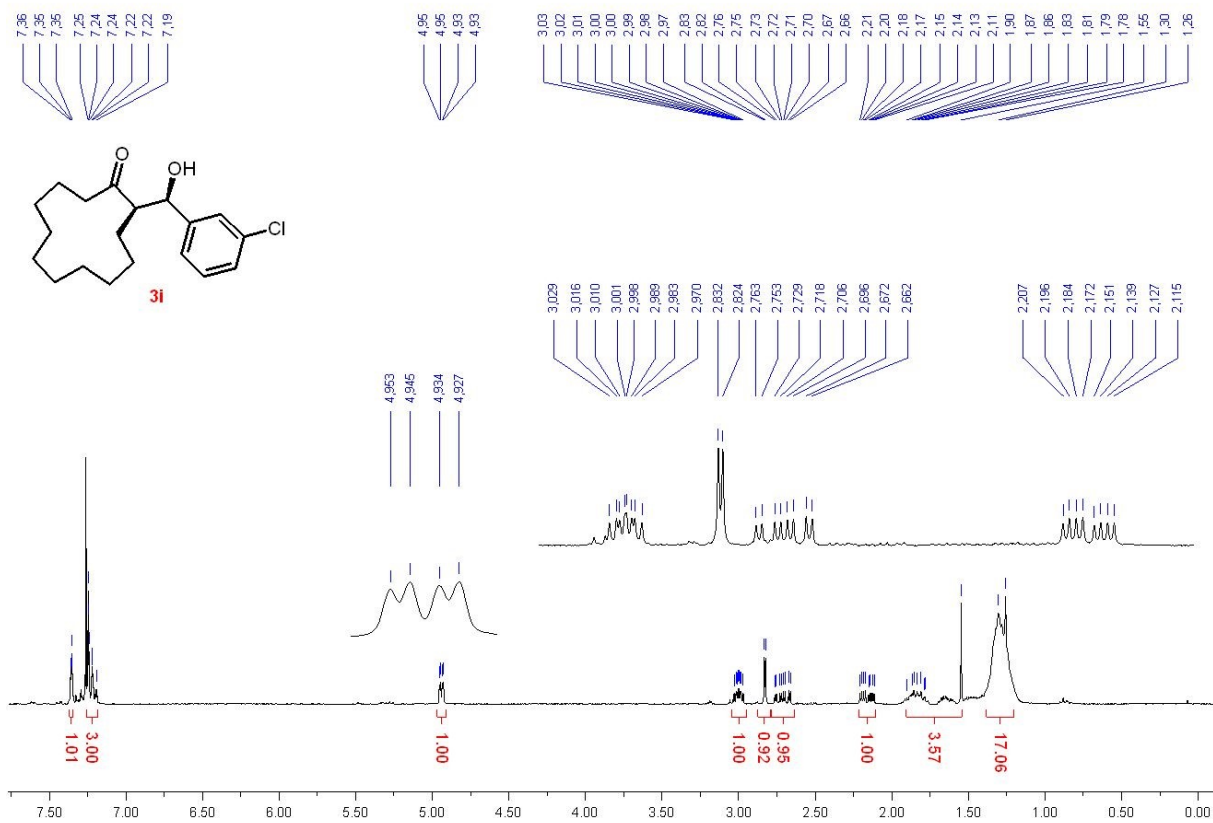 7,36 7,35 7,35 7,25 7,24 7,24 7,22 7,22 7,19 4,95 4,95 4,93 4,93 3,03 3,02 3,01 3,00 3,00 2,99 2,98 2,97 2,83 2,82 2,76 2,75 2,73 2,72 2,71 2,70 2,67 2,66 2,21 2,20 2,18 2,17 2,15 2,14 2,13 2,11 1,90 1,87 1,86 1,83 1,81 1,79 1,78 1,55 1,30 1,26
O
OH
Cl
3i
3,029 3,016 3,010 3,001 2,998 2,989 2,983 2,970 2,832 2,824 2,763 2,753 2,729 2,718 2,706 2,696 2,672 2,662 2,207 2,196 2,184 2,172 2,151 2,139 2,127 2,115
4,953 4,945 4,934 4,927
1.01 3.00 1.00 1.00 0.92 0.95 1.00 3.57 17.06
7.50 7.00 6.50 6.00 5.50 5.00 4.50 4.00 3.50 3.00 2.50 2.00 1.50 1.00 0.50 0.00